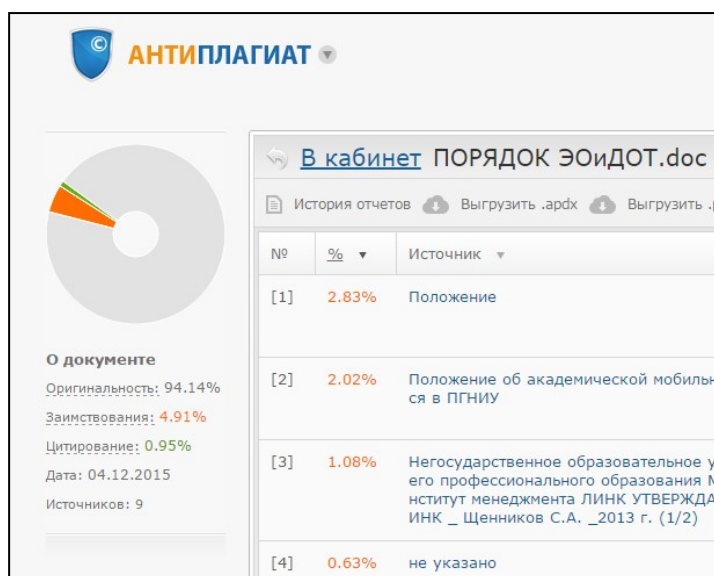 ©
АНТИПЛАГИАТ
В кабинет ПОРЯДОК ЭОиДОТ.doc
История отчетов Выгрузить .apdx Выгрузить
№ % Источник
[1] 2.83% Положение
[2] 2.02% Положение об академической
ся в ПГНИУ
[3] 1.08% Негосударственное образовательное
его профессионального образования
нститут менеджмента ЛИНК
ИНК _ Щенников С.А. _2013 г. (1/2)
[4] 0.63% не указано
О документе
Оригинальность: 94.14%
Заимствования: 4.91%
Цитирование: 0.95%
Дата: 04.12.2015
Источников: 9